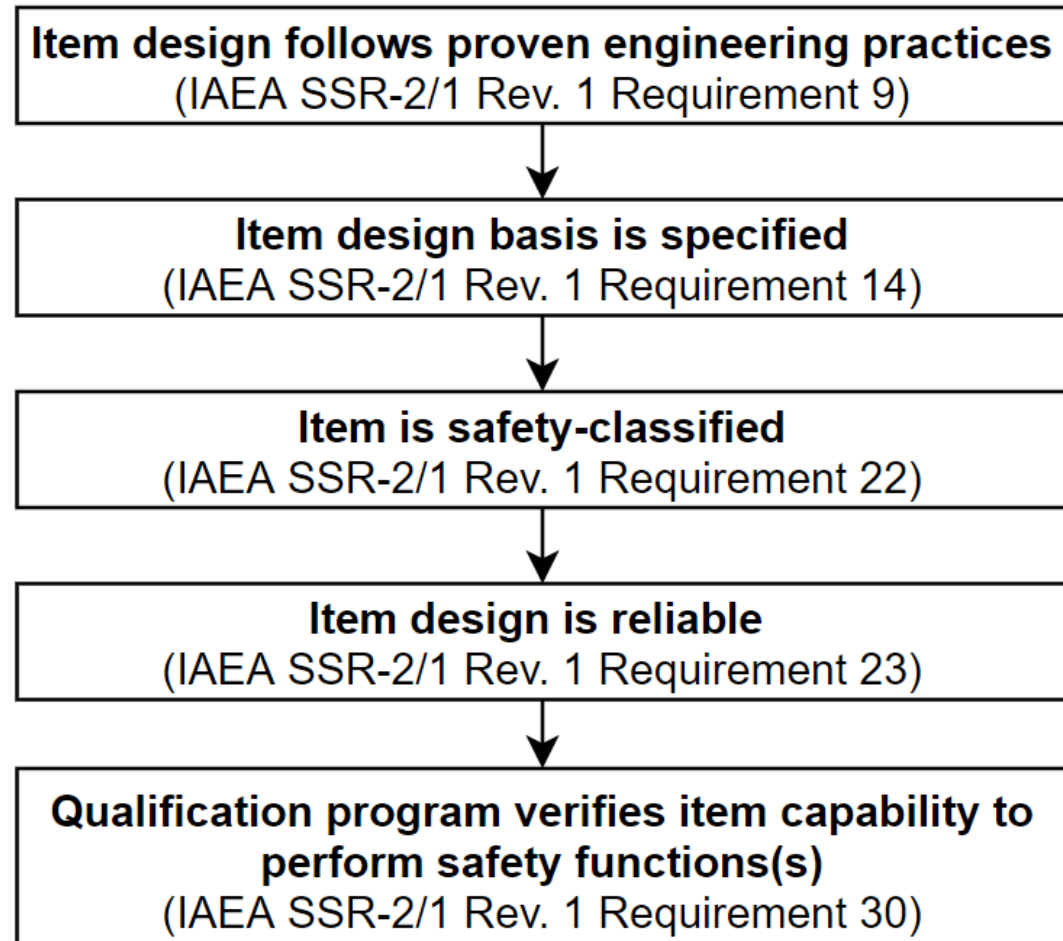 Item design follows proven engineering practices
(IAEA SSR-2/1 Rev. 1 Requirement 9)
Item design basis is specified
(IAEA SSR-2/1 Rev. 1 Requirement 14)
Item is safety-classified
(IAEA SSR-2/1 Rev. 1 Requirement 22)
Item design is reliable
(IAEA SSR-2/1 Rev. 1 Requirement 23)
Qualification program verifies item capability to
perform safety functions(s)
(IAEA SSR-2/1 Rev. 1 Requirement 30)